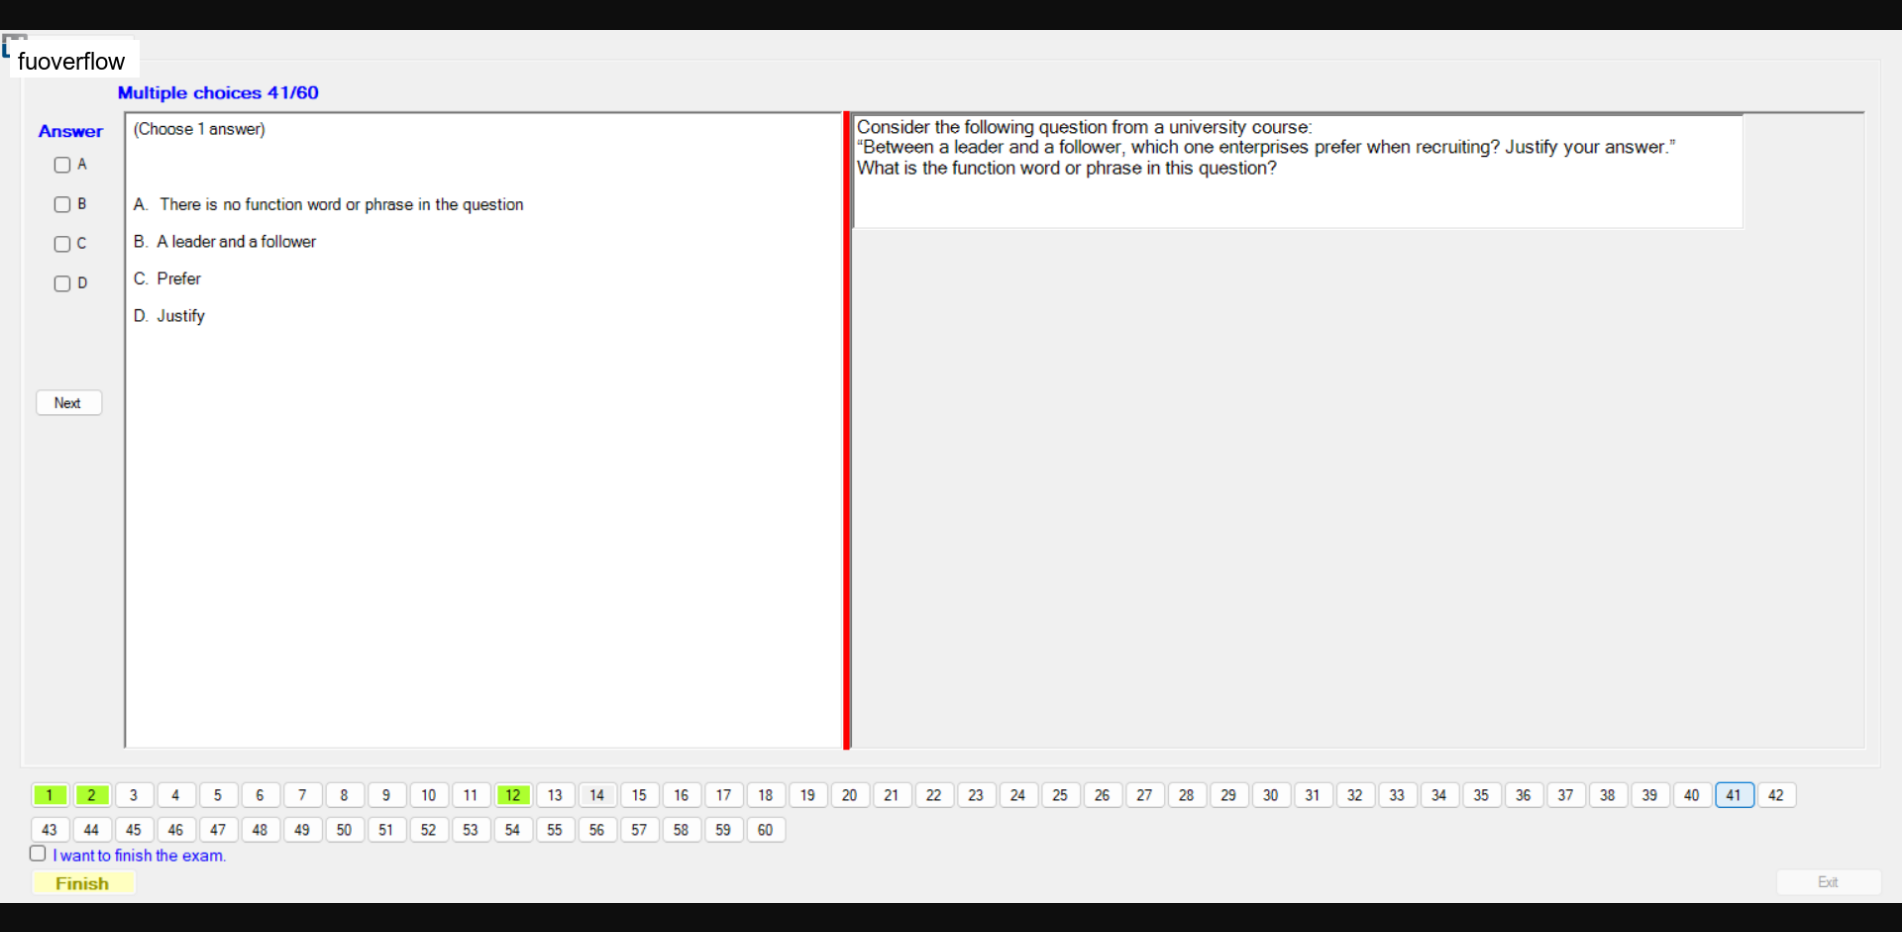 fuoverflow
Multiple choices 41/60
Answer
A
B
C
D
Next
(Choose 1 answer)
A. There is no function word or phrase in the question
B. A leader and a follower
C. Prefer
D. Justify
Consider the following question from a university course:
“Between a leader and a follower, which one enterprises prefer when recruiting? Justify your answer.”
What is the function word or phrase in this question?
1 2 3 4 5 6 7 8 9 10 11 12 13 14 15 16 17 18 19 20 21 22 23 24 25 26 27 28 29 30 31 32 33 34 35 36 37 38 39 40 41 42
43 44 45 46 47 48 49 50 51 52 53 54 55 56 57 58 59 60
I want to finish the exam.
Finish
Exit